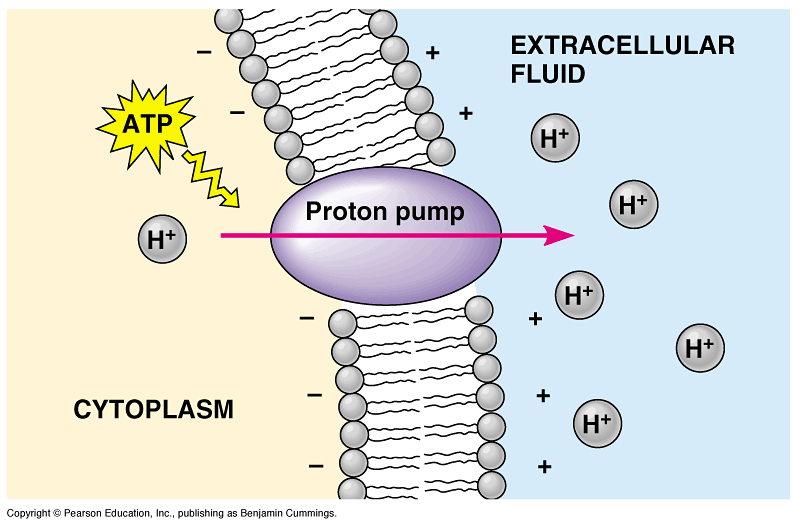 EXTRACELLULAR
FLUID
−
+
ATP
−
+
H+
H+
Proton pump
H+
H+
−
+
H+
CYTOPLASM
−
+
H+
−
+
Copyright © Pearson Education, Inc., publishing as Benjamin Cummings.